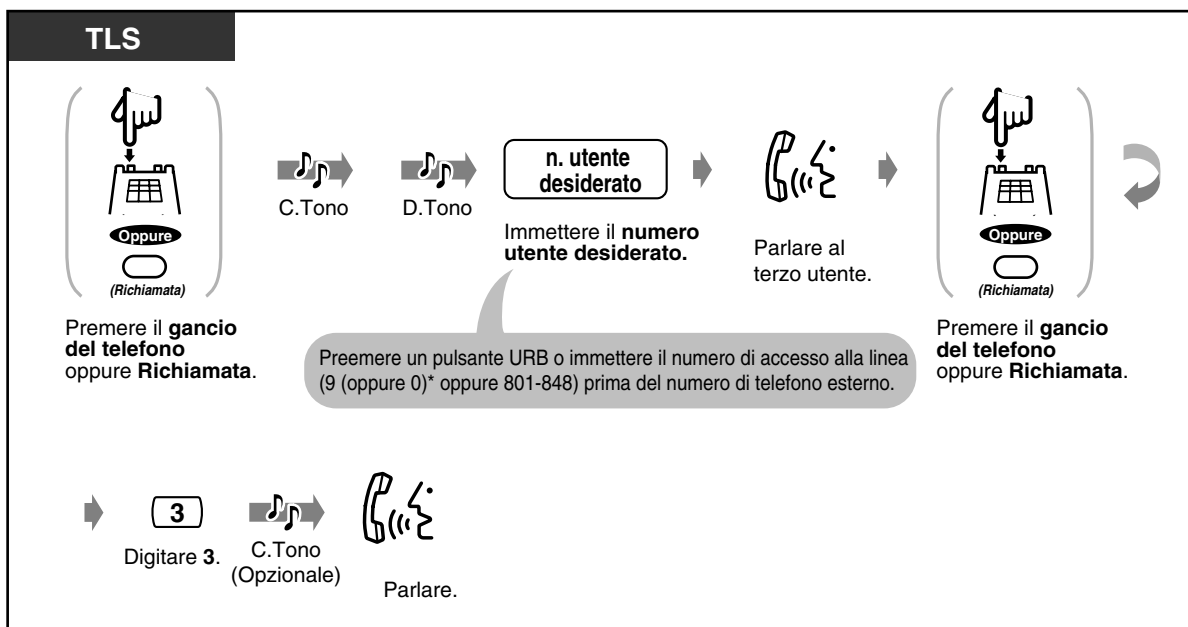 TLS
Oppure
(Richiamata)
Premere il gancio
del telefono
oppure Richiamata.
C.Tono
D.Tono
n. utente
desiderato
Immettere il numero
utente desiderato.
Parlare al
terzo utente.
Oppure
(Richiamata)
Premere il gancio
del telefono
oppure Richiamata.
Preemere un pulsante URB o immettere il numero di accesso alla linea
(9 (oppure 0)* oppure 801-848) prima del numero di telefono esterno.
3
Digitare 3.
C.Tono
(Opzionale)
Parlare.